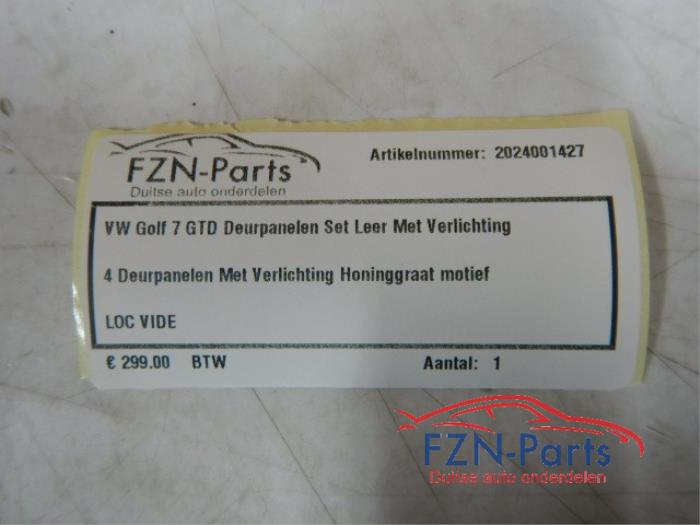 FZN-Parts
Duitse auto onderdelen
Artikelnummer: 2024001427
VW Golf 7 GTD Deurpanelen Set Leer Met Verlichting
4 Deurpanelen Met Verlichting Honinggraat motief
LOC VIDE
€ 299.00 BTW
Aantal: 1
FZN-Parts
Duitse auto onderdelen